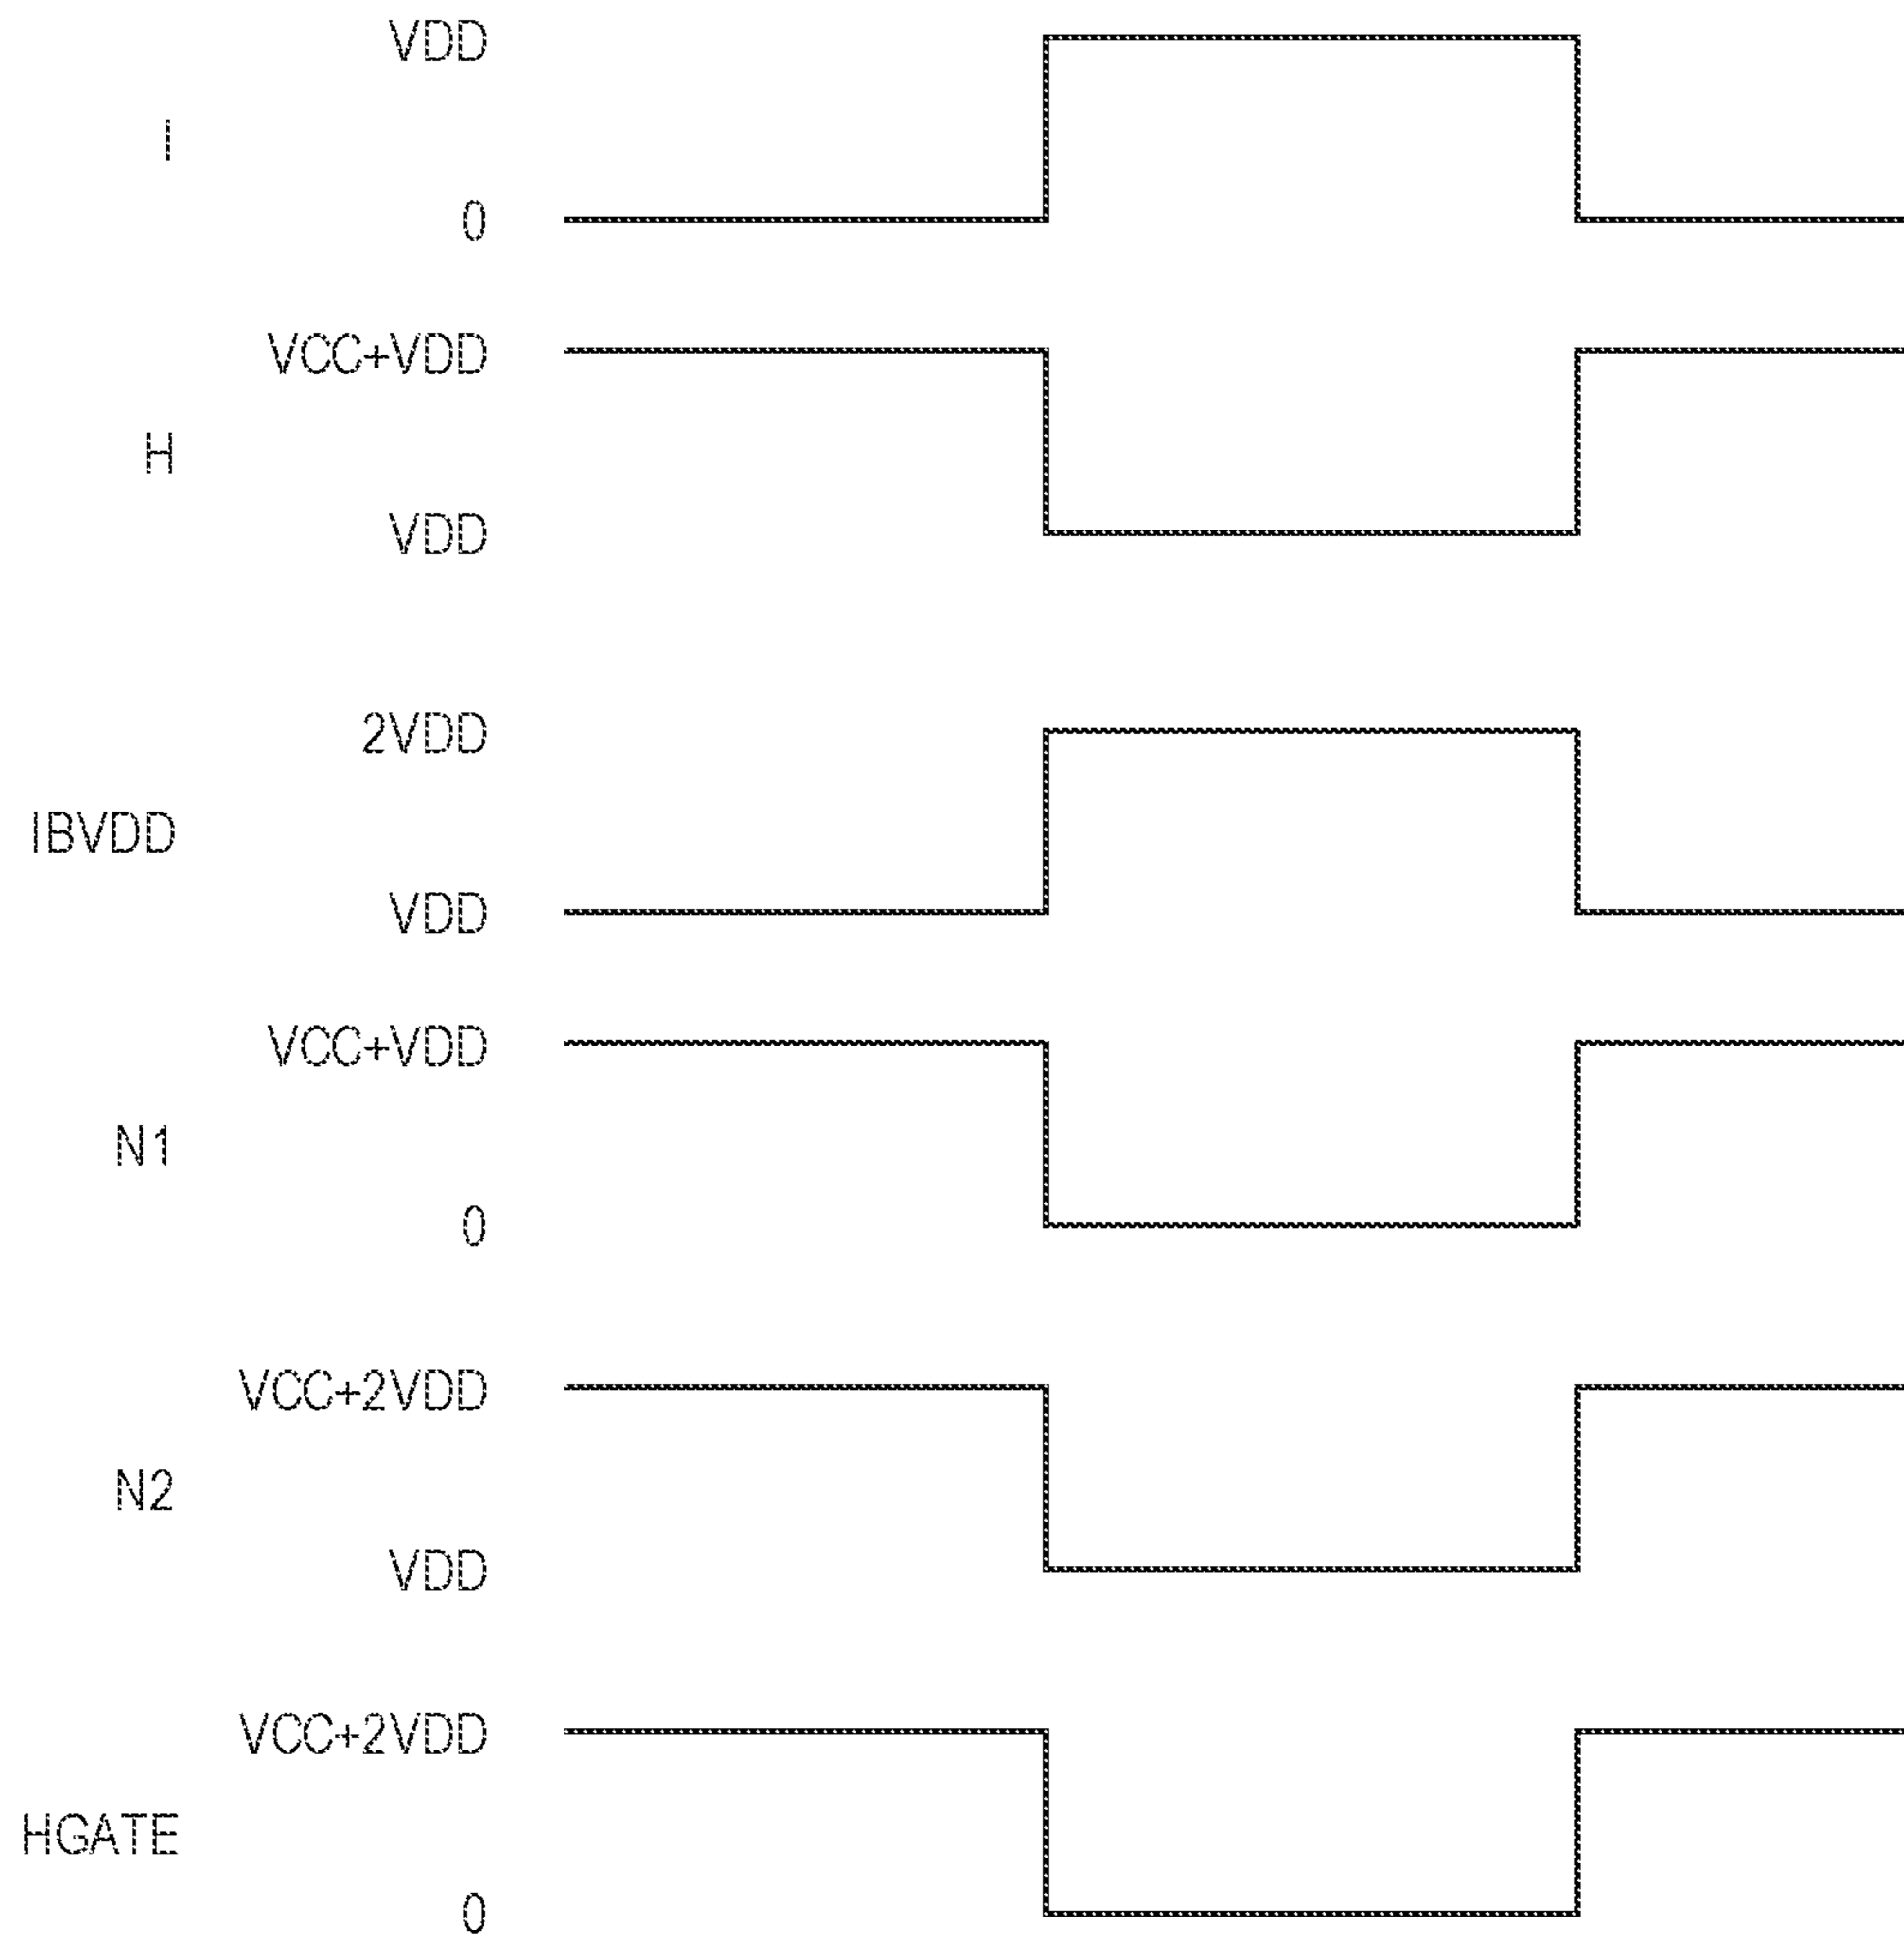 VDD
I
0
VCC+VDD
H
VDD
2VDD
IBVDD
VDD
VCC+VDD
N1
0
VCC+2VDD
N2
VDD
VCC+2VDD
HGATE
0